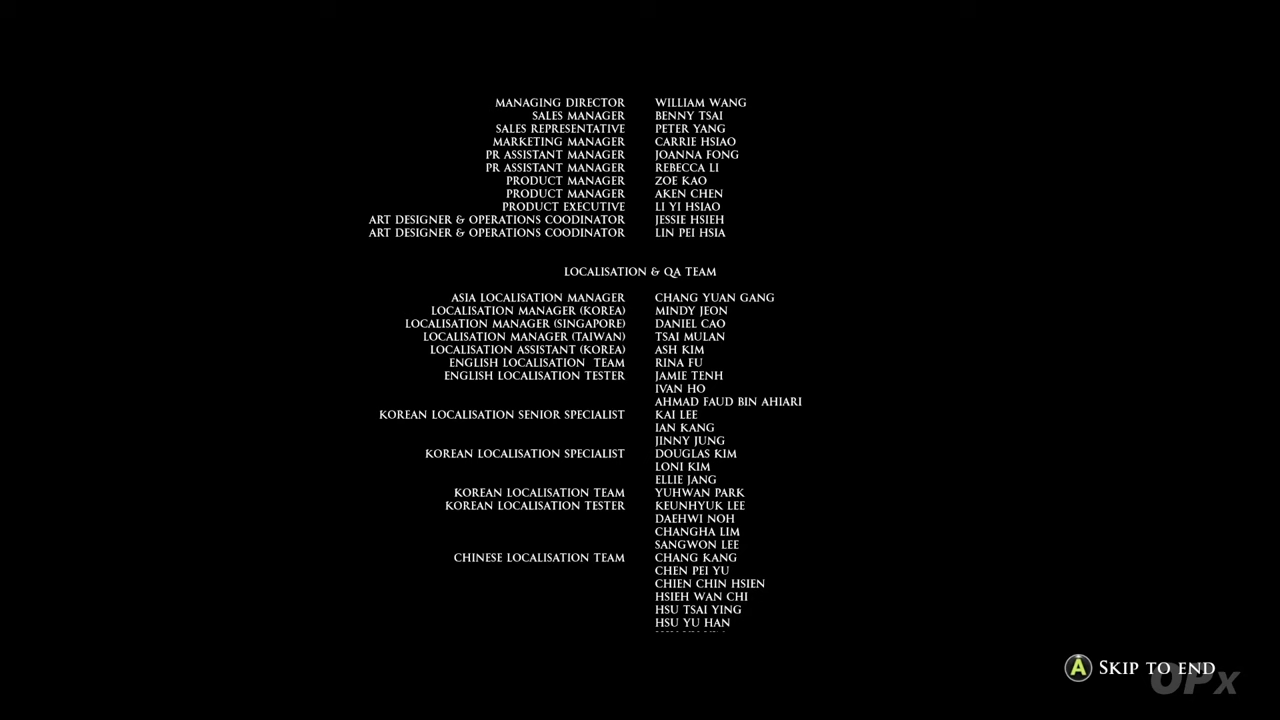 MANAGING DIRECTOR WILLIAM WANG
SALES MANAGER BENNY TSAI
SALES REPRESENTATIVE PETER YANG
MARKETING MANAGER CARRIE HSIAO
PR ASSISTANT MANAGER JOANNA FONG
PR ASSISTANT MANAGER REBECCA LI
PRODUCT MANAGER ZOE KAO
PRODUCT MANAGER AKEN CHEN
PRODUCT EXECUTIVE LI YI HSIAO
ART DESIGNER & OPERATIONS COODINATOR JESSIE HSIEH
ART DESIGNER & OPERATIONS COODINATOR LIN PEI HSIA
LOCALISATION & QA TEAM
ASIA LOCALISATION MANAGER CHANG YUAN GANG
LOCALISATION MANAGER (KOREA) MINDY JEON
LOCALISATION MANAGER (SINGAPORE) DANIEL CAO
LOCALISATION MANAGER (TAIWAN) TSAI MULAN
LOCALISATION ASSISTANT (KOREA) ASH KIM
ENGLISH LOCALISATION TEAM RINA FU
ENGLISH LOCALISATION TESTER JAMIE TENH
IVAN HO
AHMAD FAUD BIN AHIARI
KOREAN LOCALISATION SENIOR SPECIALIST KAI LEE
IAN KANG
JINNY JUNG
KOREAN LOCALISATION SPECIALIST DOUGLAS KIM
LONI KIM
ELLIE JANG
KOREAN LOCALISATION TEAM YUHWAN PARK
KOREAN LOCALISATION TESTER KEUNHYUK LEE
DAEHWI NOH
CHANGHA LIM
SANGWON LEE
CHINESE LOCALISATION TEAM CHANG KANG
CHEN PEI YU
CHIEN CHIN HSIEN
HSIEH WAN CHI
HSU TSAI YING
HSU YU HAN
A SKIP TO END
OPx